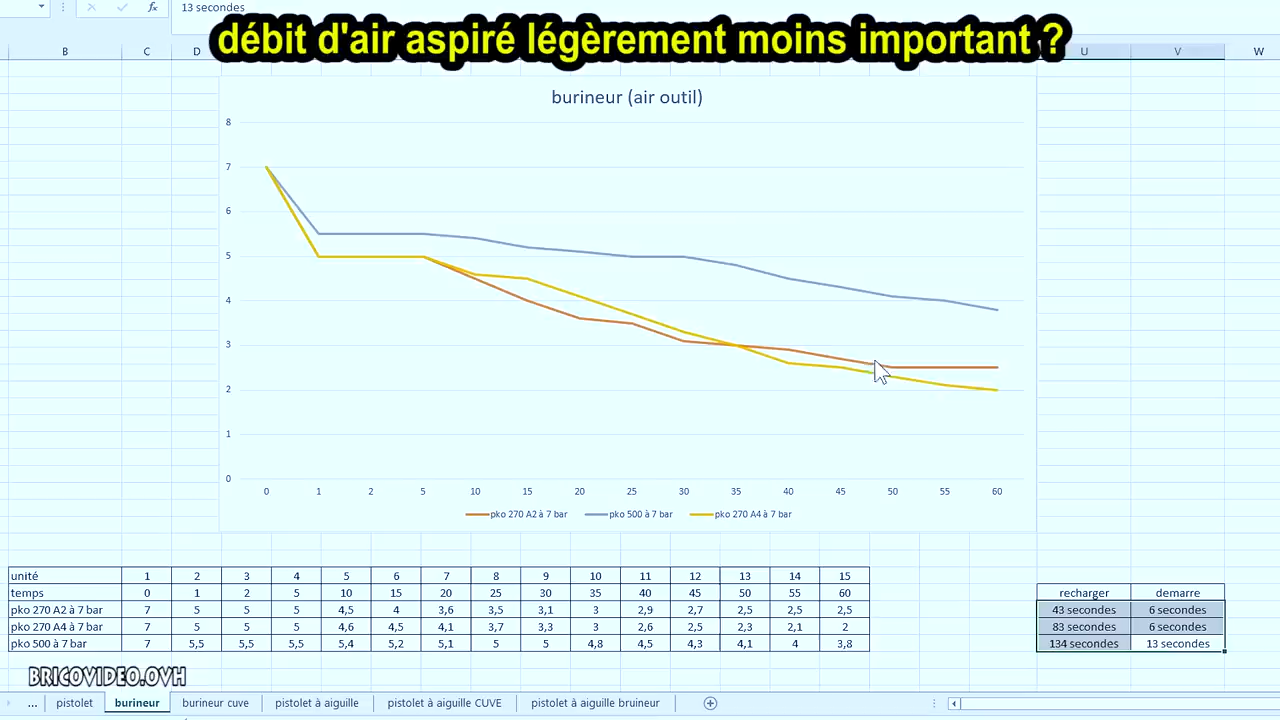 débit d'air aspiré légèrement moins important ?
fx 13 secondes
B C D U V W
burineur (air outil)
8
7
6
5
4
3
2
1
0
0 1 2 5 10 15 20 25 30 35 40 45 50 55 60
pko 270 A2 à 7 bar pko 500 à 7 bar pko 270 A4 à 7 bar
unité 1 2 3 4 5 6 7 8 9 10 11 12 13 14 15
temps 0 1 2 5 10 15 20 25 30 35 40 45 50 55 60 recharger demarre
pko 270 A2 à 7 bar 7 5 5 5 4,5 4 3,6 3,5 3,1 3 2,9 2,7 2,5 2,5 2,5 43 secondes 6 secondes
pko 270 A4 à 7 bar 7 5 5 5 4,6 4,5 4,1 3,7 3,3 3 2,6 2,5 2,3 2,1 2 83 secondes 6 secondes
pko 500 à 7 bar 7 5,5 5,5 5,5 5,4 5,2 5,1 5 5 4,8 4,5 4,3 4,1 4 3,8 134 secondes 13 secondes
BRICOVIDEO.OVH
... pistolet burineur burineur cuve pistolet à aiguille pistolet à aiguille CUVE pistolet à aiguille bruineur